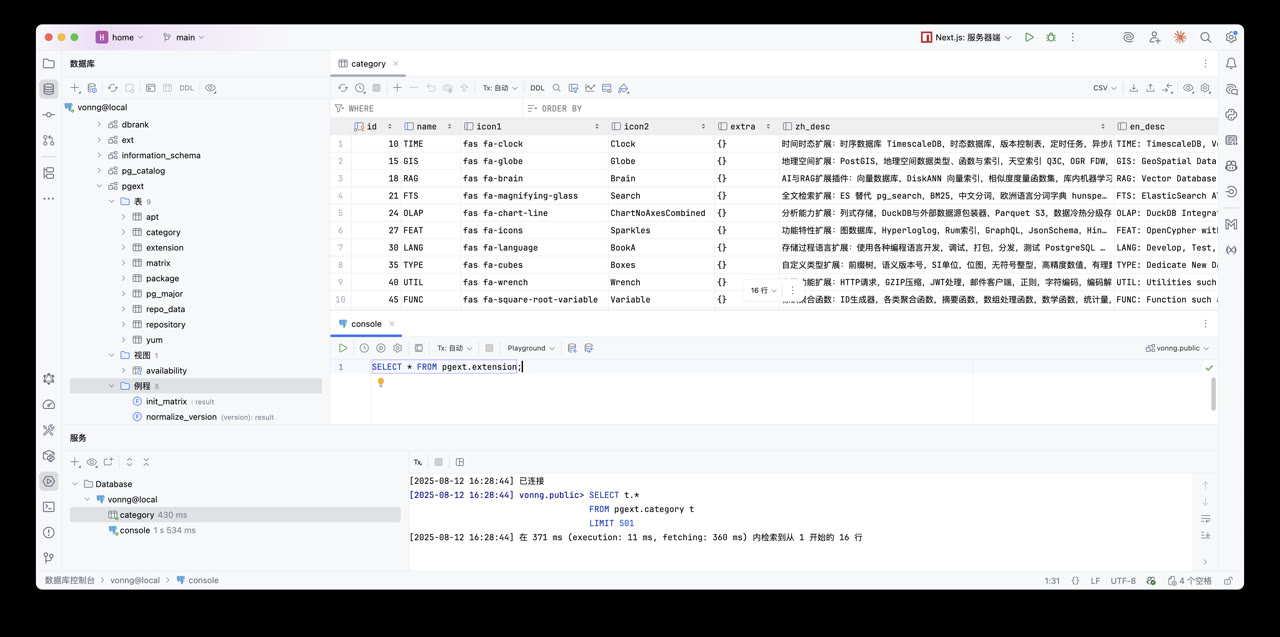 H home main Next.js: 服务器端
数据库
category
DDL
Tx: 自动 DDL CSV
vonng@local
WHERE ORDER BY
dbrank
ext
information_schema
pg_catalog
pgext
表 9
apt
category
extension
matrix
package
pg_major
repo_data
repository
yum
视图 1
availability
例程 5
init_matrix : result
normalize_version (version): result
id name icon1 icon2 extra zh_desc en_desc
1 10 TIME fas fa-clock Clock {} 时间时态扩展: 时序数据库 TimescaleDB, 时态数据库, 版本控制表, 定时任务, 异步后 TIME: TimescaleDB, V
2 15 GIS fas fa-globe Globe {} 地理空间扩展: PostGIS, 地理空间数据类型、函数与索引, 天空索引 Q3C, OGR FDW, GIS: GeoSpatial Data
3 18 RAG fas fa-brain Brain {} AI与RAG扩展插件: 向量数据库, DiskANN 向量索引, 相似度度量函数集, 库内机器学习 RAG: Vector Database
4 21 FTS fas fa-magnifying-glass Search {} 全文检索扩展: ES 替代 pg_search, BM25, 中文分词, 欧洲语言分词字典 hunspe… FTS: ElasticSearch A
5 24 OLAP fas fa-chart-line ChartNoAxesCombined {} 分析能力扩展: 列式存储, DuckDB与外部数据源包装器, Parquet S3, 数据冷热分级存 OLAP: DuckDB Integra
6 27 FEAT fas fa-icons Sparkles {} 功能特性扩展: 图数据库, Hyperloglog, Rum索引, GraphQL, JsonSchema, Hin… FEAT: OpenCypher wit
7 30 LANG fas fa-language BookA {} 存储过程语言扩展: 使用各种编程语言开发, 调试, 打包, 分发, 测试 PostgreSQL … LANG: Develop, Test,
8 35 TYPE fas fa-cubes Boxes {} 自定义类型扩展: 前缀树, 语义版本号, SI单位, 位图, 无符号整型, 高精度数值, 有理数 TYPE: Dedicate New D
9 40 UTIL fas fa-wrench Wrench {} 功能扩展: HTTP请求, GZIP压缩, JWT处理, 邮件客户端, 正则, 字符编码, 编码解 UTIL: Utilities such
10 45 FUNC fas fa-square-root-variable Variable {} 聚合函数: ID生成器, 各类聚合函数, 摘要函数, 数组处理函数, 数学函数, 统计量, FUNC: Function such a
16 行
console
Tx: 自动 Playground vonng.public
1 SELECT * FROM pgext.extension;
服务
Tx
Database
vonng@local
category 430 ms
console 1 s 534 ms
[2025-08-12 16:28:44] 已连接
[2025-08-12 16:28:44] vonng.public> SELECT t.*
FROM pgext.category t
LIMIT 501
[2025-08-12 16:28:44] 在 371 ms (execution: 11 ms, fetching: 360 ms) 内检索到从 1 开始的 16 行
数据库控制台 > vonng@local > console 1:31 {} LF UTF-8 4 个空格